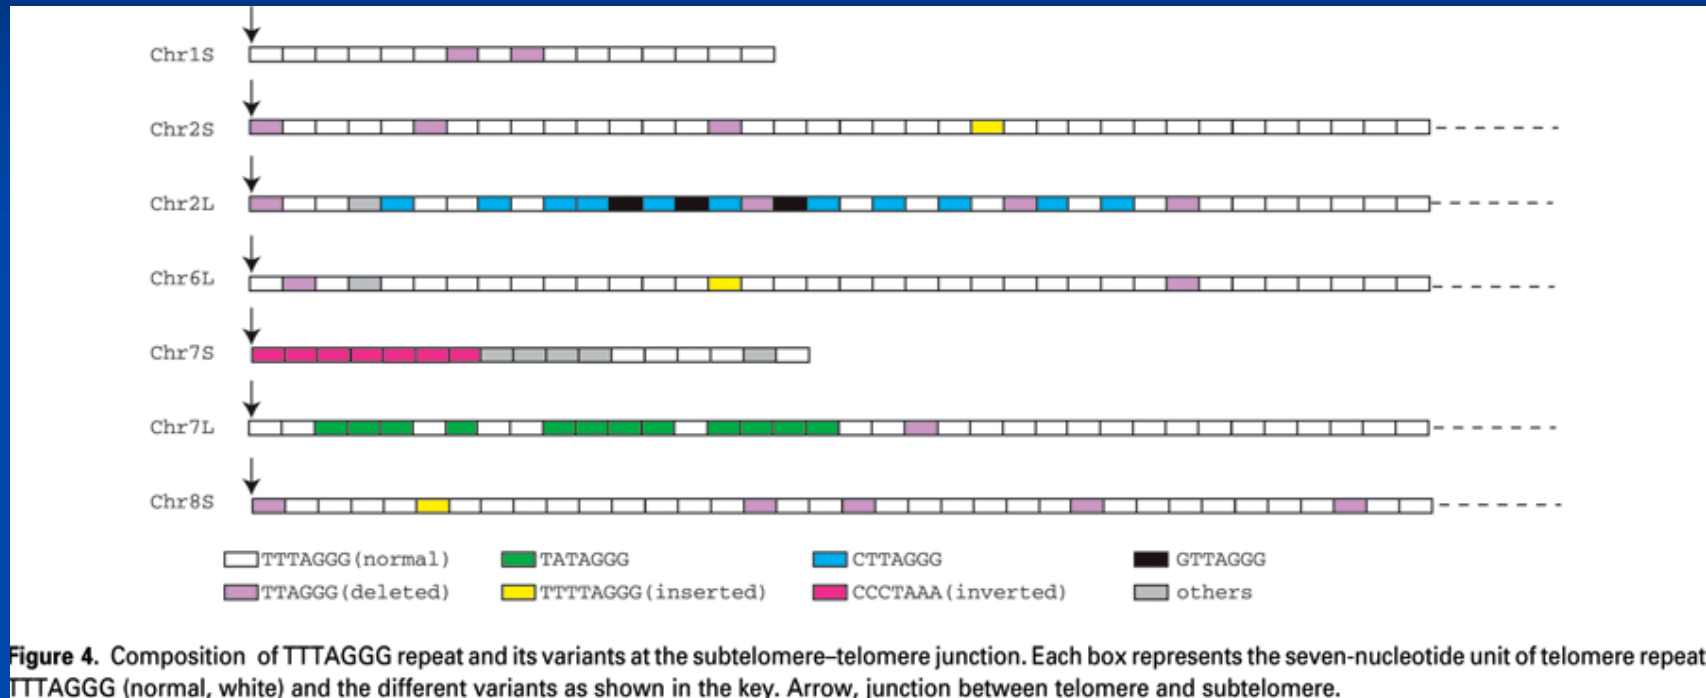 Chr1S
Chr2S
Chr2L
Chr6L
Chr7S
Chr7L
Chr8S
TTTAGGG(normal) TATAGGG CTTAGGG GTTAGGG
TTAGGG(deleted) TTTTAGGG(inserted) CCCTAAA(inverted) others
Figure 4. Composition of TTTAGGG repeat and its variants at the subtelomere–telomere junction. Each box represents the seven-nucleotide unit of telomere repeat
TTTAGGG (normal, white) and the different variants as shown in the key. Arrow, junction between telomere and subtelomere.